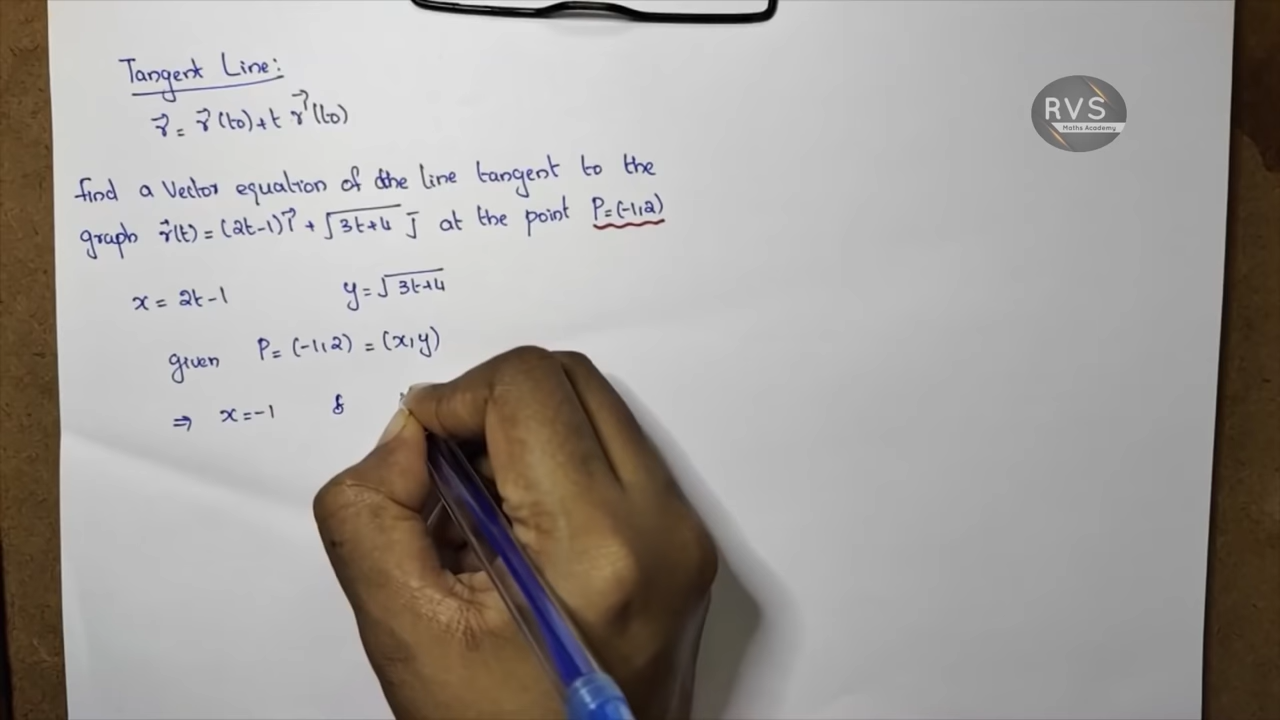 Tangent Line:
r⃗ = r⃗(t0)+t r⃗'(t0)
RVS
Maths Academy
find a vector equation of the line tangent to the
graph r⃗(t) = (2t-1)i⃗ + √3t+4 j⃗ at the point P=(-1,2)
x = 2t-1 y=√3t+4
given P= (-1,2) = (x,y)
⇒ x=-1 &